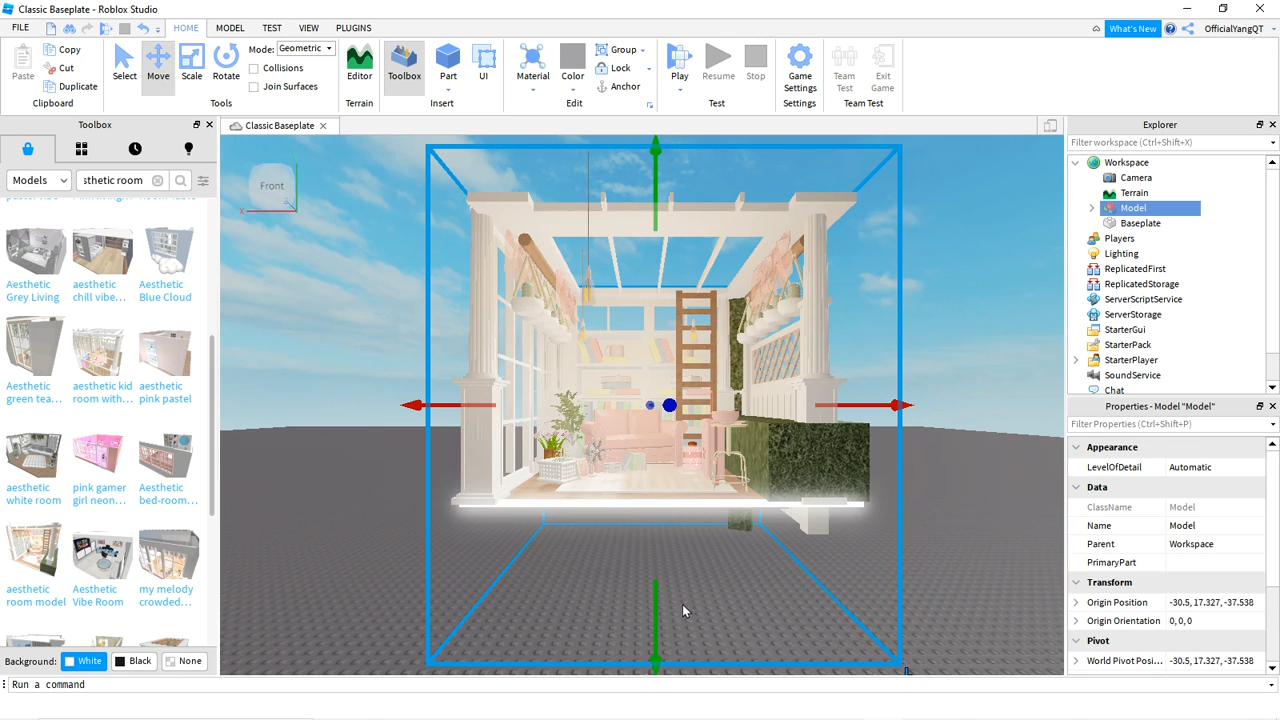 Classic Baseplate - Roblox Studio
FILE HOME MODEL TEST VIEW PLUGINS What's New OfficialYangQT
Paste Copy Cut Duplicate Clipboard
Select Move Scale Rotate Mode: Geometric Collisions Join Surfaces Tools
Editor Terrain
Toolbox Part UI Insert
Material Color Group Lock Anchor Edit
Play Resume Stop Test
Game Settings Settings
Team Test Exit Game Team Test
Toolbox
Models sthetic room
Aesthetic Grey Living
aesthetic chill vibe...
Aesthetic Blue Cloud
Aesthetic green tea...
aesthetic kid room with...
aesthetic pink pastel
aesthetic white room
pink gamer girl neon...
Aesthetic bed-room...
aesthetic room model
Aesthetic Vibe Room
my melody crowded...
Background: White Black None
Classic Baseplate
Front
X
L
Explorer
Filter workspace (Ctrl+Shift+X)
Workspace
Camera
Terrain
Model
Baseplate
Players
Lighting
ReplicatedFirst
ReplicatedStorage
ServerScriptService
ServerStorage
StarterGui
StarterPack
StarterPlayer
SoundService
Chat
Properties - Model "Model"
Filter Properties (Ctrl+Shift+P)
Appearance
LevelOfDetail Automatic
Data
ClassName Model
Name Model
Parent Workspace
PrimaryPart
Transform
Origin Position -30.5, 17.327, -37.538
Origin Orientation 0,0,0
Pivot
World Pivot Posi... -30.5, 17.327, -37.538
Run a command